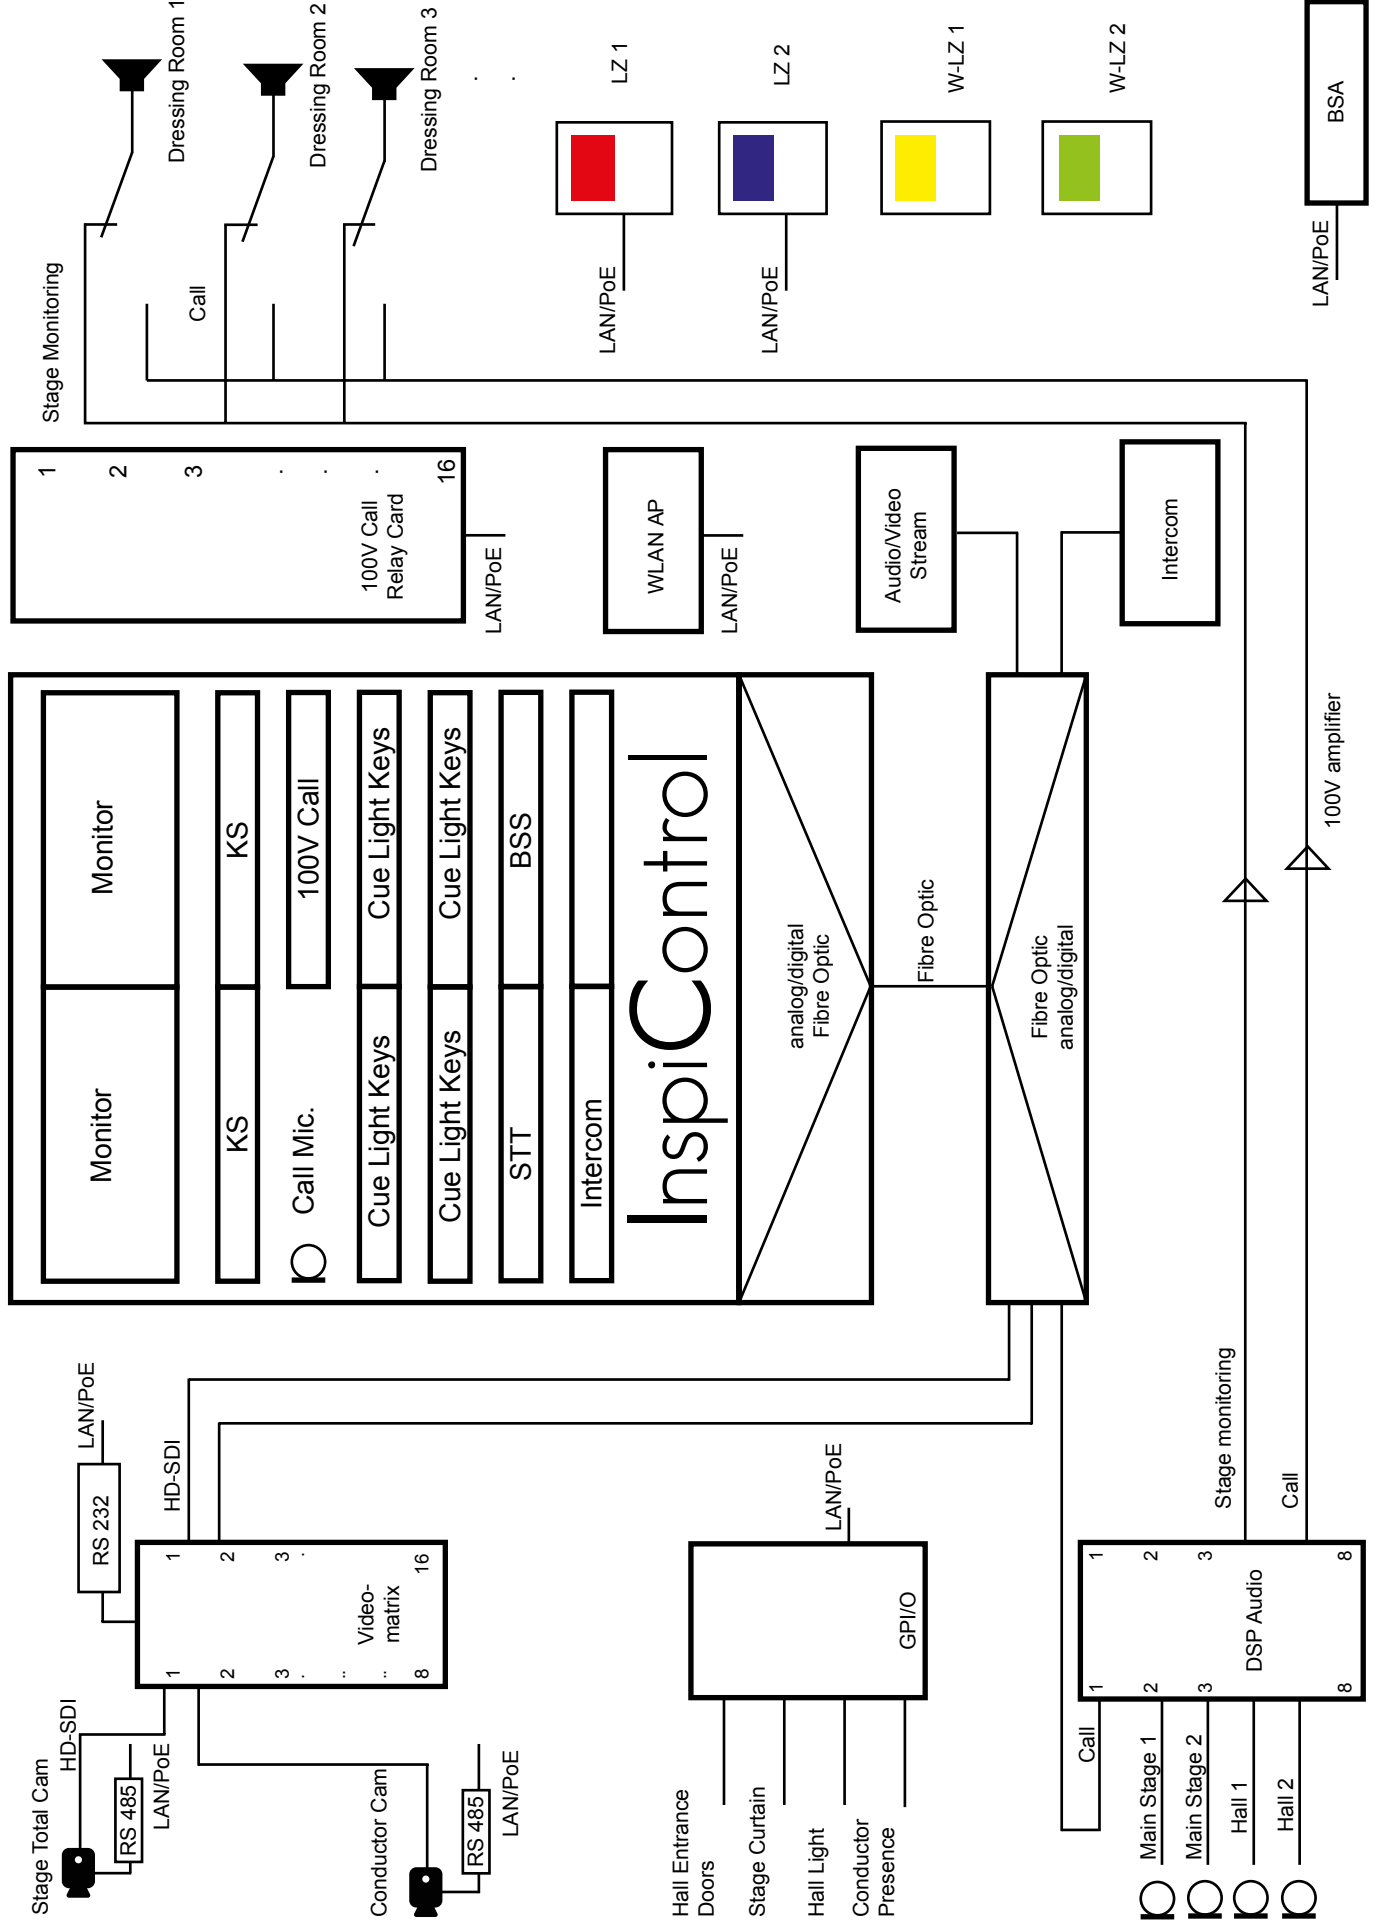 Stage Total Cam
HD-SDI
RS 485
LAN/PoE
Conductor Cam
RS 485
LAN/PoE
RS 232
LAN/PoE
HD-SDI
1
2
3
.
..
..
8
Video-
matrix
1
2
3
.
16
Hall Entrance
Doors
Stage Curtain
Hall Light
Conductor
Presence
GPI/O
LAN/PoE
Call
Main Stage 1
Main Stage 2
Hall 1
Hall 2
1
2
3
8
DSP Audio
1
2
3
8
Stage monitoring
Call
Monitor
Monitor
KS
KS
Call Mic.
100V Call
Cue Light Keys
Cue Light Keys
Cue Light Keys
Cue Light Keys
STT
BSS
Intercom
InspiControl
analog/digital
Fibre Optic
Fibre Optic
Fibre Optic
analog/digital
100V amplifier
1
2
3
.
.
.
16
100V Call
Relay Card
LAN/PoE
WLAN AP
LAN/PoE
Audio/Video
Stream
Intercom
Stage Monitoring
Call
Dressing Room 1
Dressing Room 2
Dressing Room 3
.
.
LZ 1
LAN/PoE
LZ 2
LAN/PoE
W-LZ 1
W-LZ 2
BSA
LAN/PoE